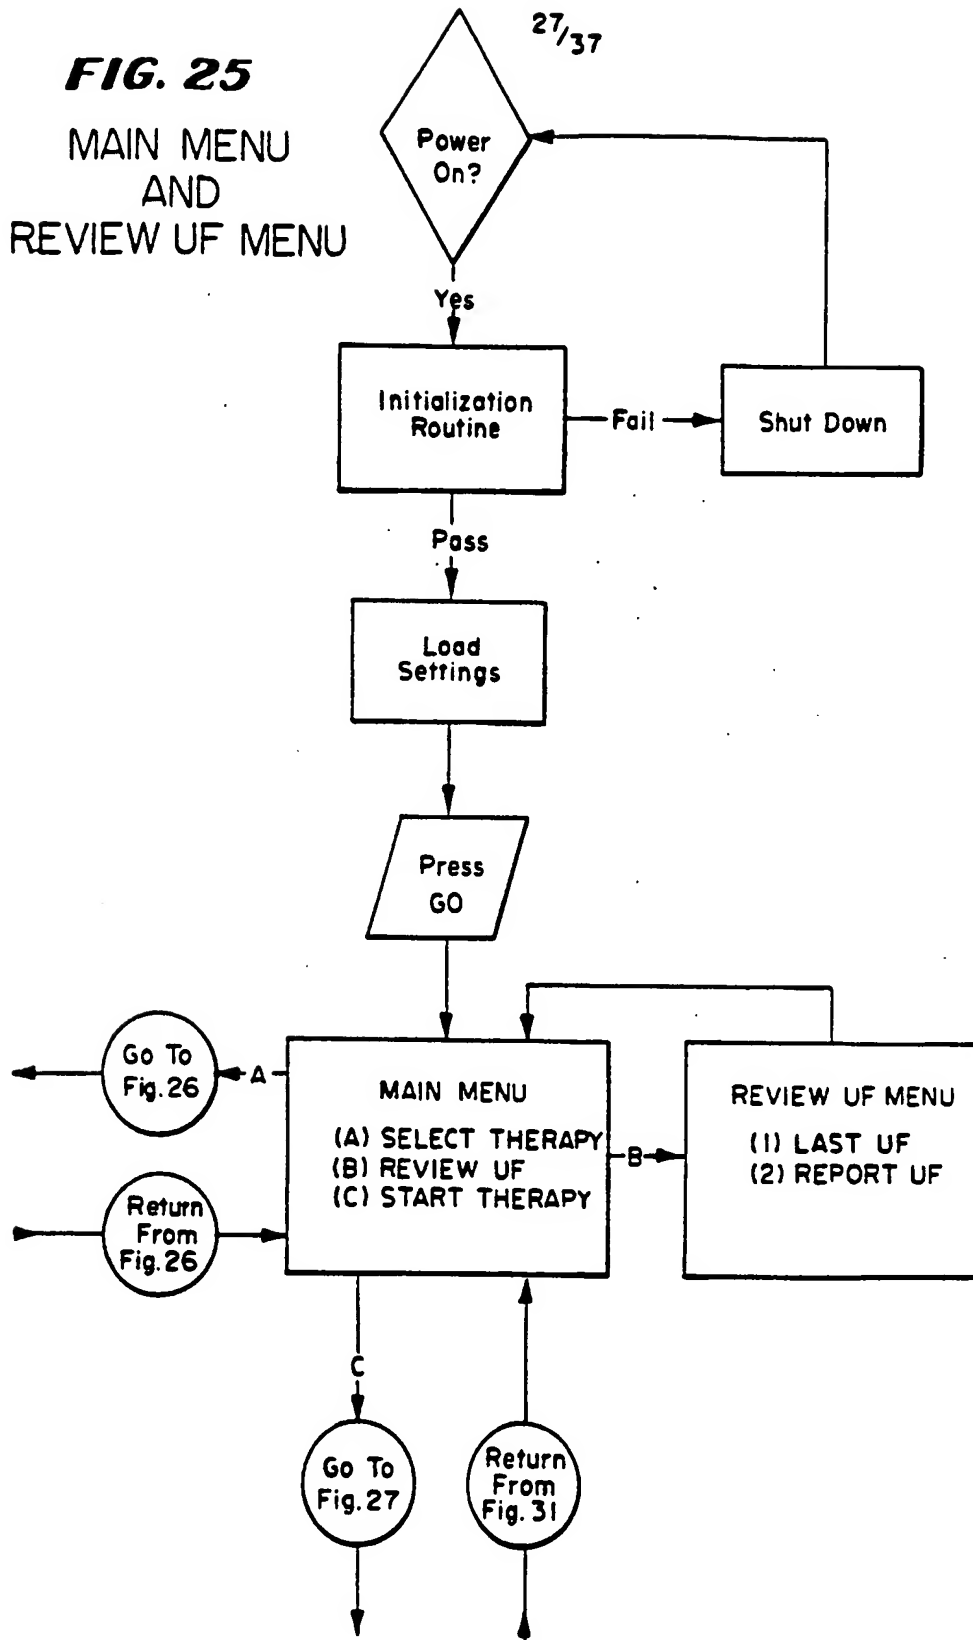 27/37
FIG. 25
MAIN MENU
AND
REVIEW UF MENU
Power
On?
Yes
Initialization
Routine
Fail
Shut Down
Pass
Load
Settings
Press
GO
Go To
Fig. 26
A
MAIN MENU
(A) SELECT THERAPY
(B) REVIEW UF
(C) START THERAPY
B
REVIEW UF MENU
(1) LAST UF
(2) REPORT UF
Return
From
Fig. 26
C
Go To
Fig. 27
Return
From
Fig. 31